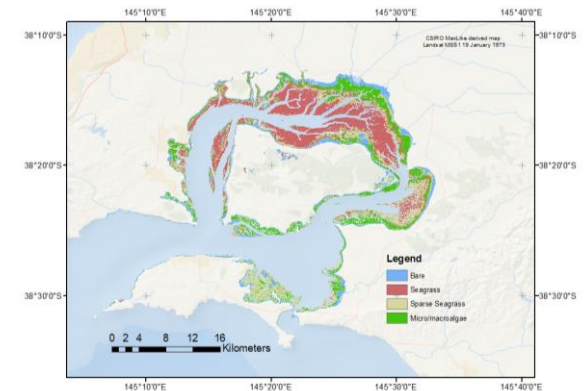 145°10'0"E 145°20'0"E 145°30'0"E 145°40'0"E
CSIRO MaxLike derived map
Landsat MSS1 19 January 1973
38°10'0"S 38°10'0"S
38°20'0"S 38°20'0"S
Legend
Bare
Seagrass
38°30'0"S Sparse Seagrass 38°30'0"S
Micro/macroalgae
0 2 4 8 12 16
Kilometers
145°10'0"E 145°20'0"E 145°30'0"E 145°40'0"E